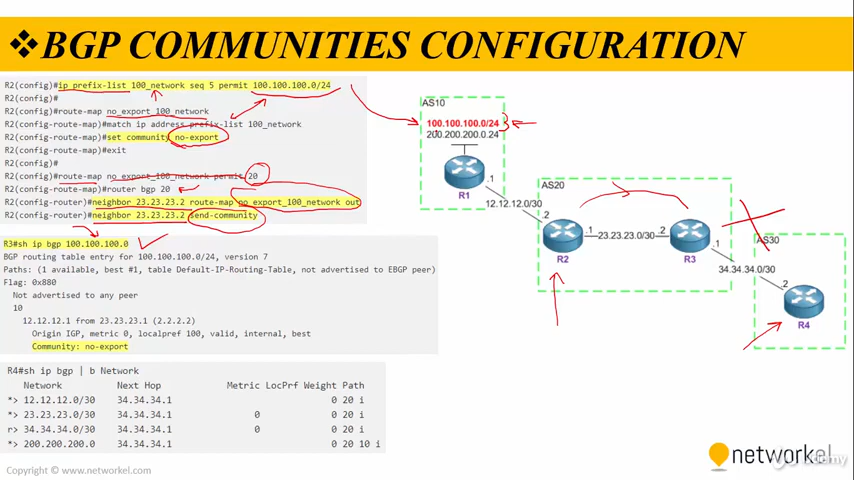 ❖BGP COMMUNITIES CONFIGURATION
R2(config)#ip prefix-list 100_network seq 5 permit 100.100.100.0/24
R2(config)#
R2(config)#route-map no_export_100_network
R2(config-route-map)#match ip address prefix-list 100_network
R2(config-route-map)#set community no-export
R2(config-route-map)#exit
R2(config)#
R2(config)#route-map no_export_100_network permit 20
R2(config-route-map)#router bgp 20
R2(config-router)#neighbor 23.23.23.2 route-map no_export_100_network out
R2(config-router)#neighbor 23.23.23.2 send-community
R3#sh ip bgp 100.100.100.0
BGP routing table entry for 100.100.100.0/24, version 7
Paths: (1 available, best #1, table Default-IP-Routing-Table, not advertised to EBGP peer)
Flag: 0x880
Not advertised to any peer
10
12.12.12.1 from 23.23.23.1 (2.2.2.2)
Origin IGP, metric 0, localpref 100, valid, internal, best
Community: no-export
R4#sh ip bgp | b Network
Network Next Hop Metric LocPrf Weight Path
*> 12.12.12.0/30 34.34.34.1 0 20 i
*> 23.23.23.0/30 34.34.34.1 0 0 20 i
r> 34.34.34.0/30 34.34.34.1 0 0 20 i
*> 200.200.200.0 34.34.34.1 0 20 10 i
AS10
100.100.100.0/24
200.200.200.0.24
R1
.1
12.12.12.0/30
AS20
.2
R2
.1
23.23.23.0/30
.2
R3
.1
34.34.34.0/30
AS30
.2
R4
Copyright © www.networkel.com
networkel
Udemy